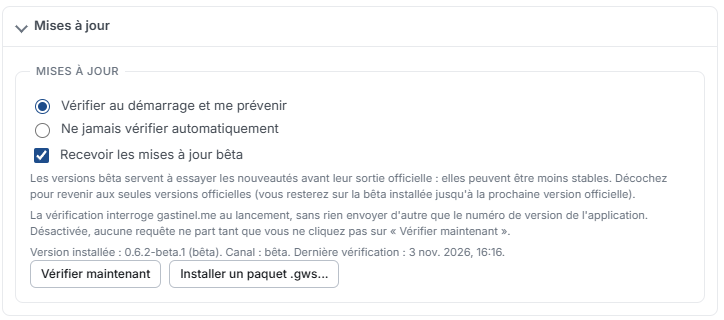 Mises à jour
MISES À JOUR
Vérifier au démarrage et me prévenir
Ne jamais vérifier automatiquement
Recevoir les mises à jour bêta
Les versions bêta servent à essayer les nouveautés avant leur sortie officielle : elles peuvent être moins stables. Décochez
pour revenir aux seules versions officielles (vous resterez sur la bêta installée jusqu'à la prochaine version officielle).
La vérification interroge gastinel.me au lancement, sans rien envoyer d'autre que le numéro de version de l'application.
Désactivée, aucune requête ne part tant que vous ne cliquez pas sur « Vérifier maintenant ».
Version installée : 0.6.2-beta.1 (bêta). Canal : bêta. Dernière vérification : 3 nov. 2026, 16:16.
Vérifier maintenant Installer un paquet .gws...